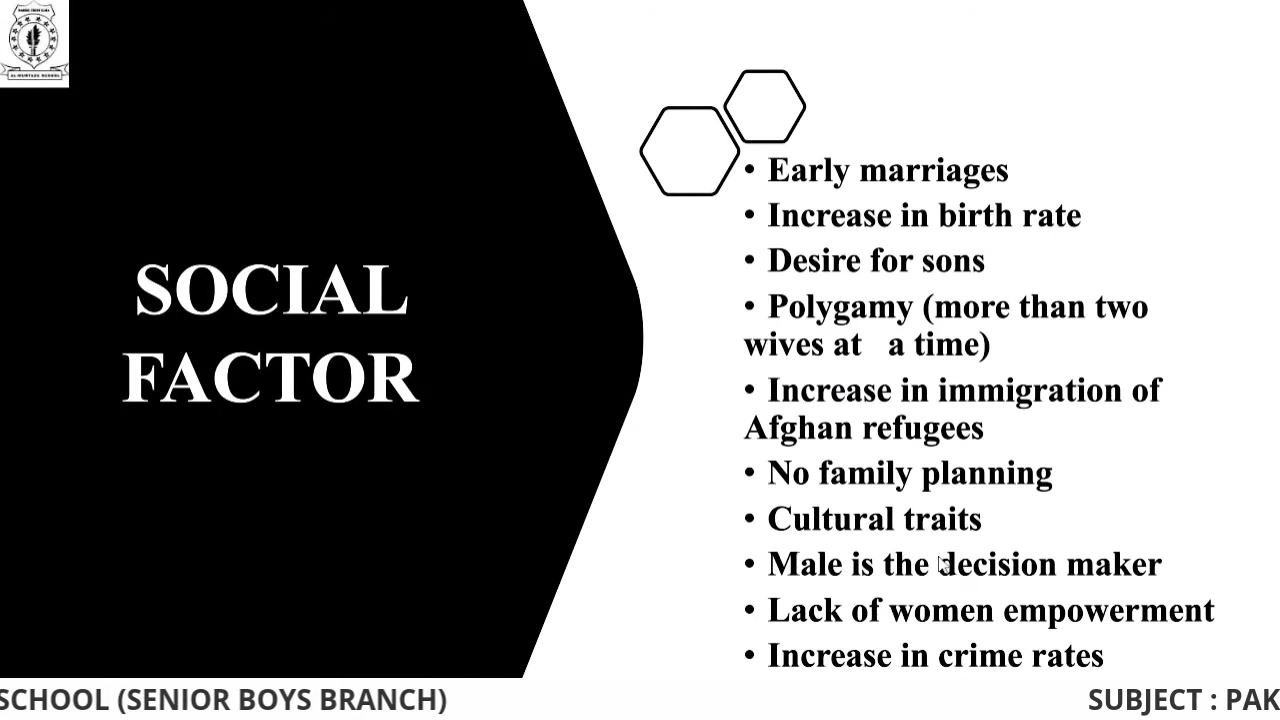 SOCIAL
FACTOR
• Early marriages
• Increase in birth rate
• Desire for sons
• Polygamy (more than two
wives at a time)
• Increase in immigration of
Afghan refugees
• No family planning
• Cultural traits
• Male is the decision maker
• Lack of women empowerment
• Increase in crime rates
SCHOOL (SENIOR BOYS BRANCH)
SUBJECT : PAK